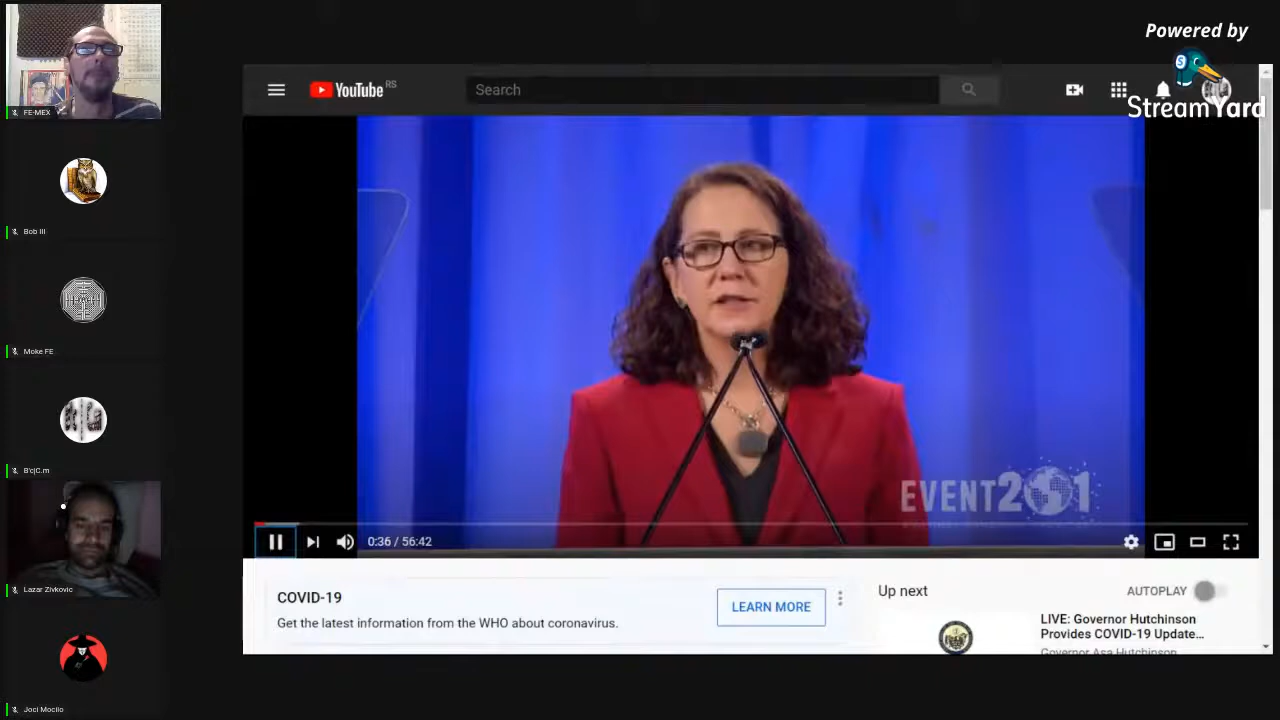 Powered by
StreamYard
FE-MEX
Bob III
Moke FE
B'c|C.m
Lazar Zivkovic
Joci Mocilo
YouTube RS
Search
EVENT201
0:36 / 56:42
COVID-19
Get the latest information from the WHO about coronavirus.
LEARN MORE
Up next
AUTOPLAY
LIVE: Governor Hutchinson
Provides COVID-19 Update...
Governor Asa Hutchinson